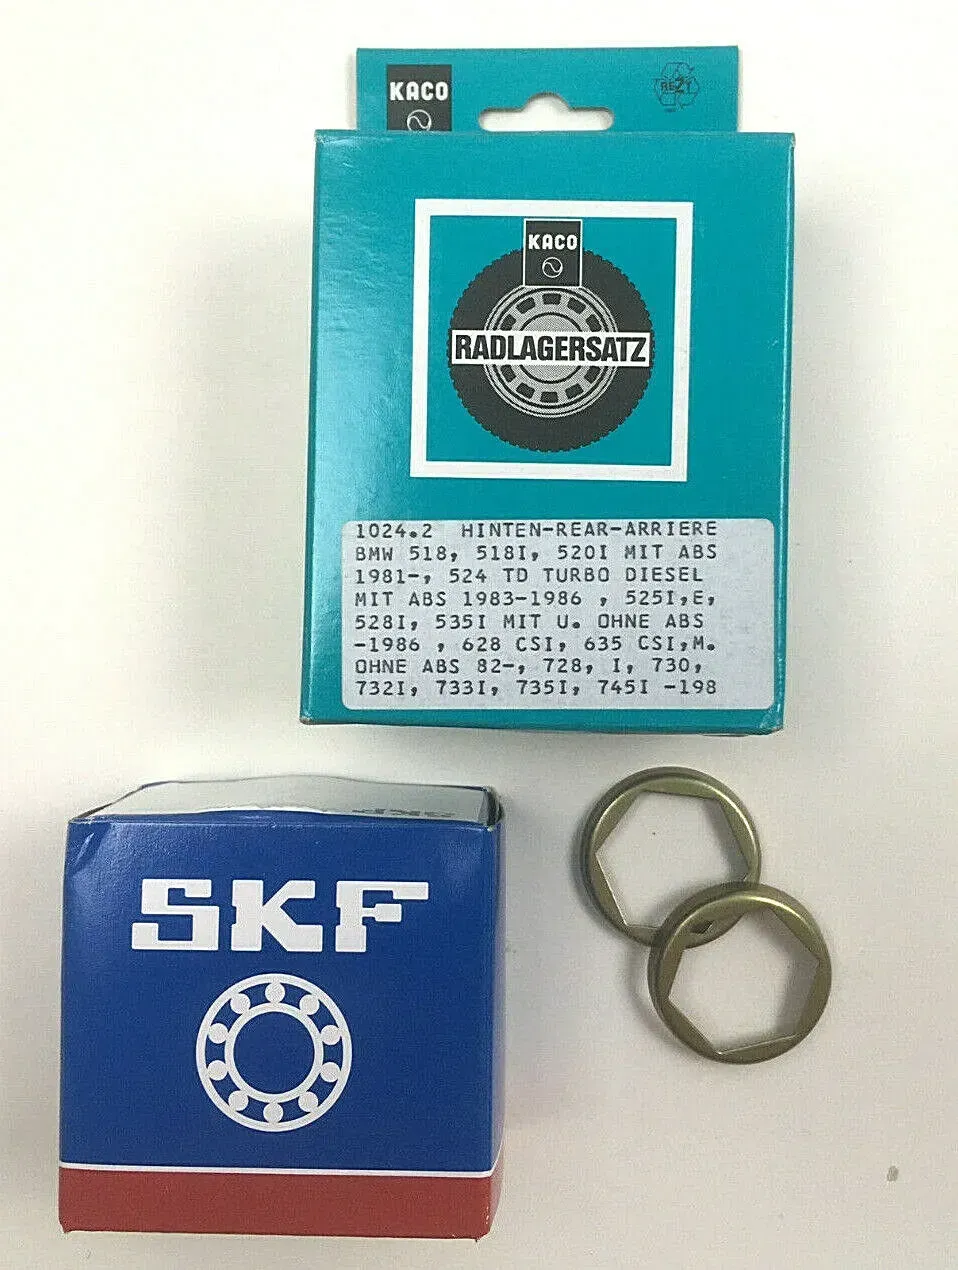 KACO
REZY
KACO
RADLAGERSATZ
1024.2 HINTEN-REAR-ARRIERE
BMW 518, 518I, 520I MIT ABS
1981-, 524 TD TURBO DIESEL
MIT ABS 1983-1986 , 525I,E,
528I, 535I MIT U. OHNE ABS
-1986 , 628 CSI, 635 CSI,M.
OHNE ABS 82-, 728, I, 730,
732I, 733I, 735I, 745I -198
SKF
SKF